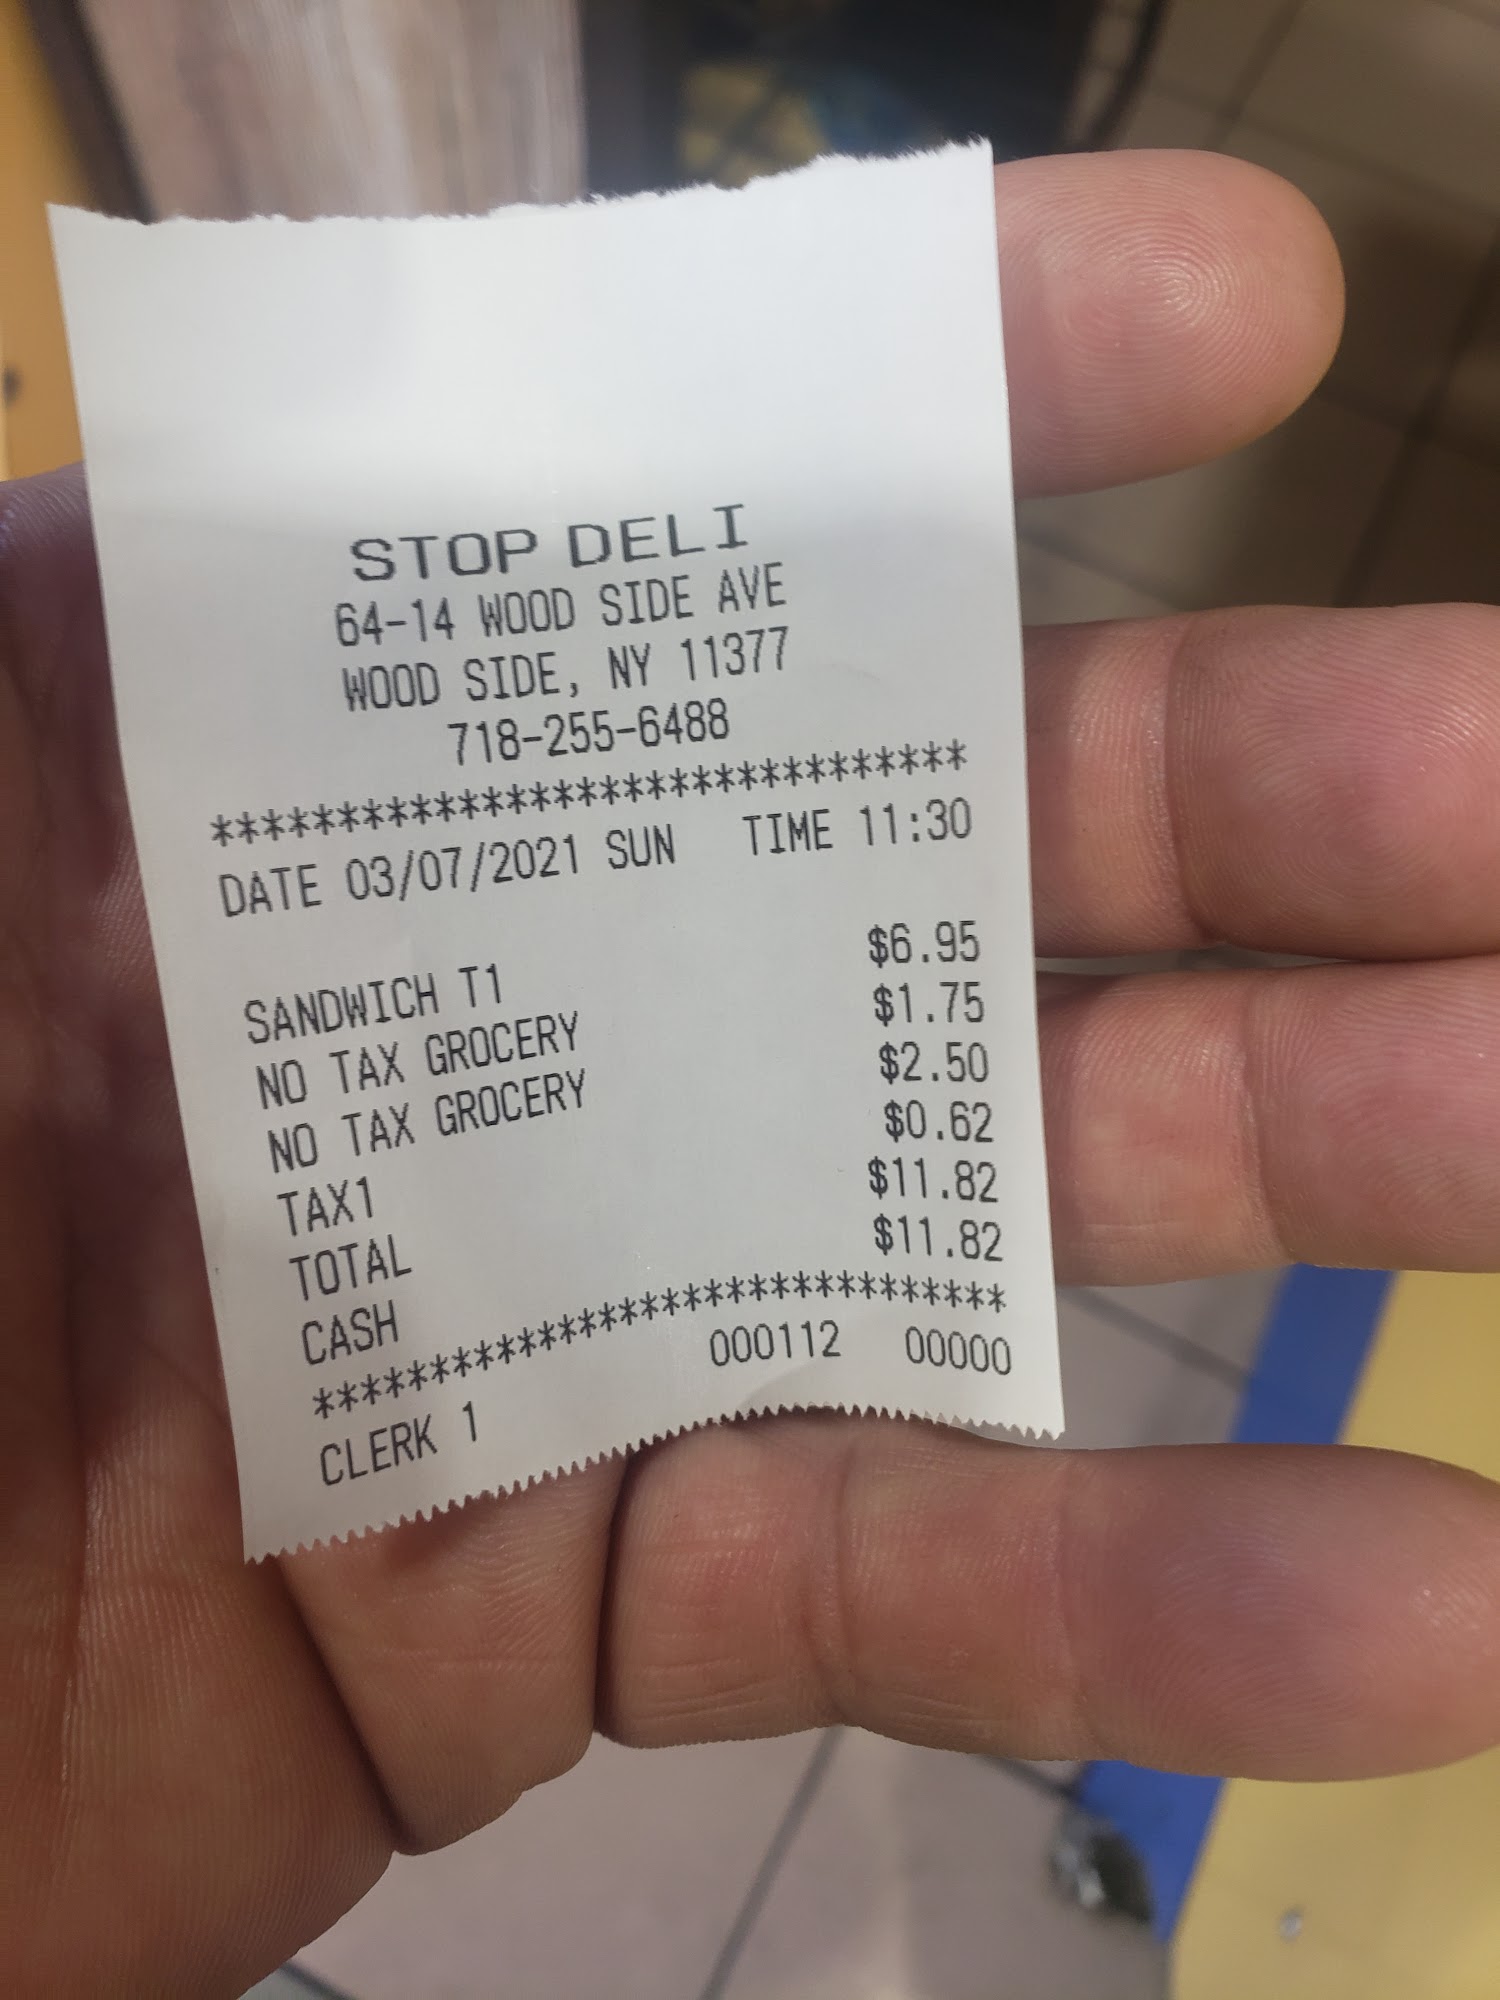 STOP DELI
64-14 WOOD SIDE AVE
WOOD SIDE, NY 11377
718-255-6488
*******************************
DATE 03/07/2021 SUN TIME 11:30
SANDWICH T1 $6.95
NO TAX GROCERY $1.75
NO TAX GROCERY $2.50
TAX1 $0.62
TOTAL $11.82
CASH $11.82
*******************************
CLERK 1 000112 00000